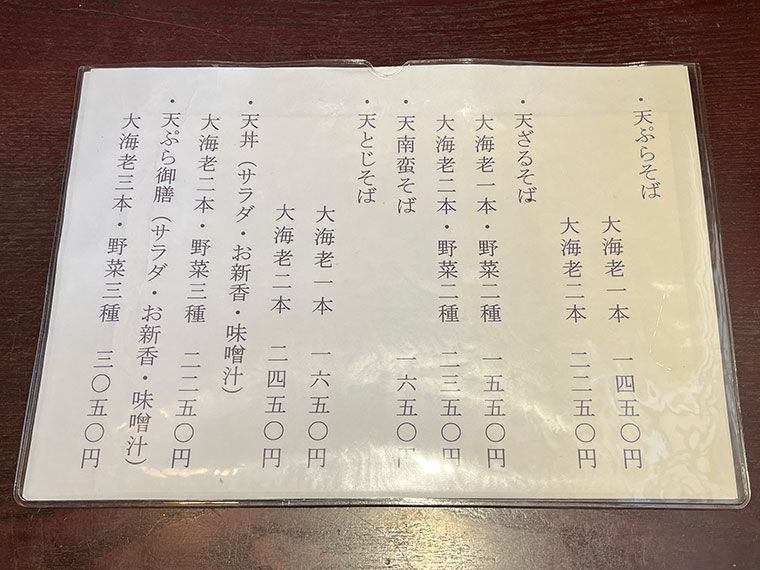 ・天ぷらそば
大海老一本 一四五〇円
大海老二本 二二五〇円
・天ざるそば
大海老一本・野菜二種 一五五〇円
大海老二本・野菜二種 二三五〇円
・天南蛮そば 一六五〇円
・天とじそば
大海老一本 一六五〇円
大海老二本 二四五〇円
・天丼（サラダ・お新香・味噌汁）
大海老二本・野菜三種 二二五〇円
・天ぷら御膳（サラダ・お新香・味噌汁）
大海老三本・野菜三種 三〇五〇円